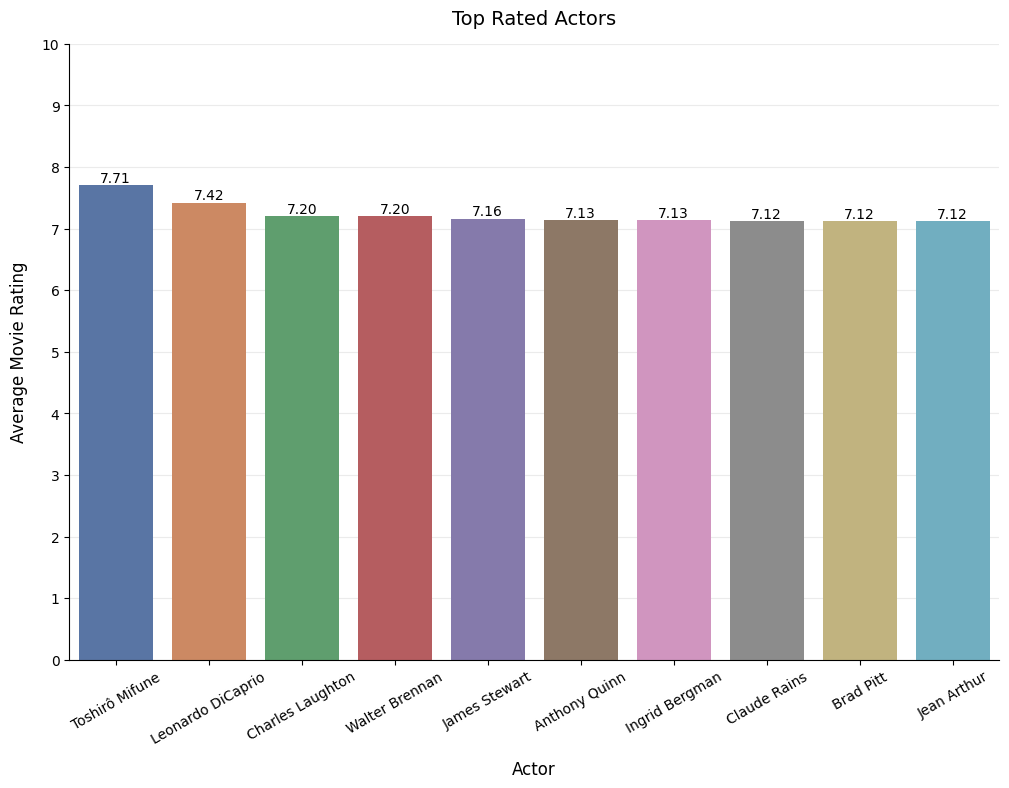 Top Rated Actors
10
9
8
7
6
5
4
3
2
1
0
Average Movie Rating
7.71
7.42
7.20
7.20
7.16
7.13
7.13
7.12
7.12
7.12
Toshirô Mifune
Leonardo DiCaprio
Charles Laughton
Walter Brennan
James Stewart
Anthony Quinn
Ingrid Bergman
Claude Rains
Brad Pitt
Jean Arthur
Actor